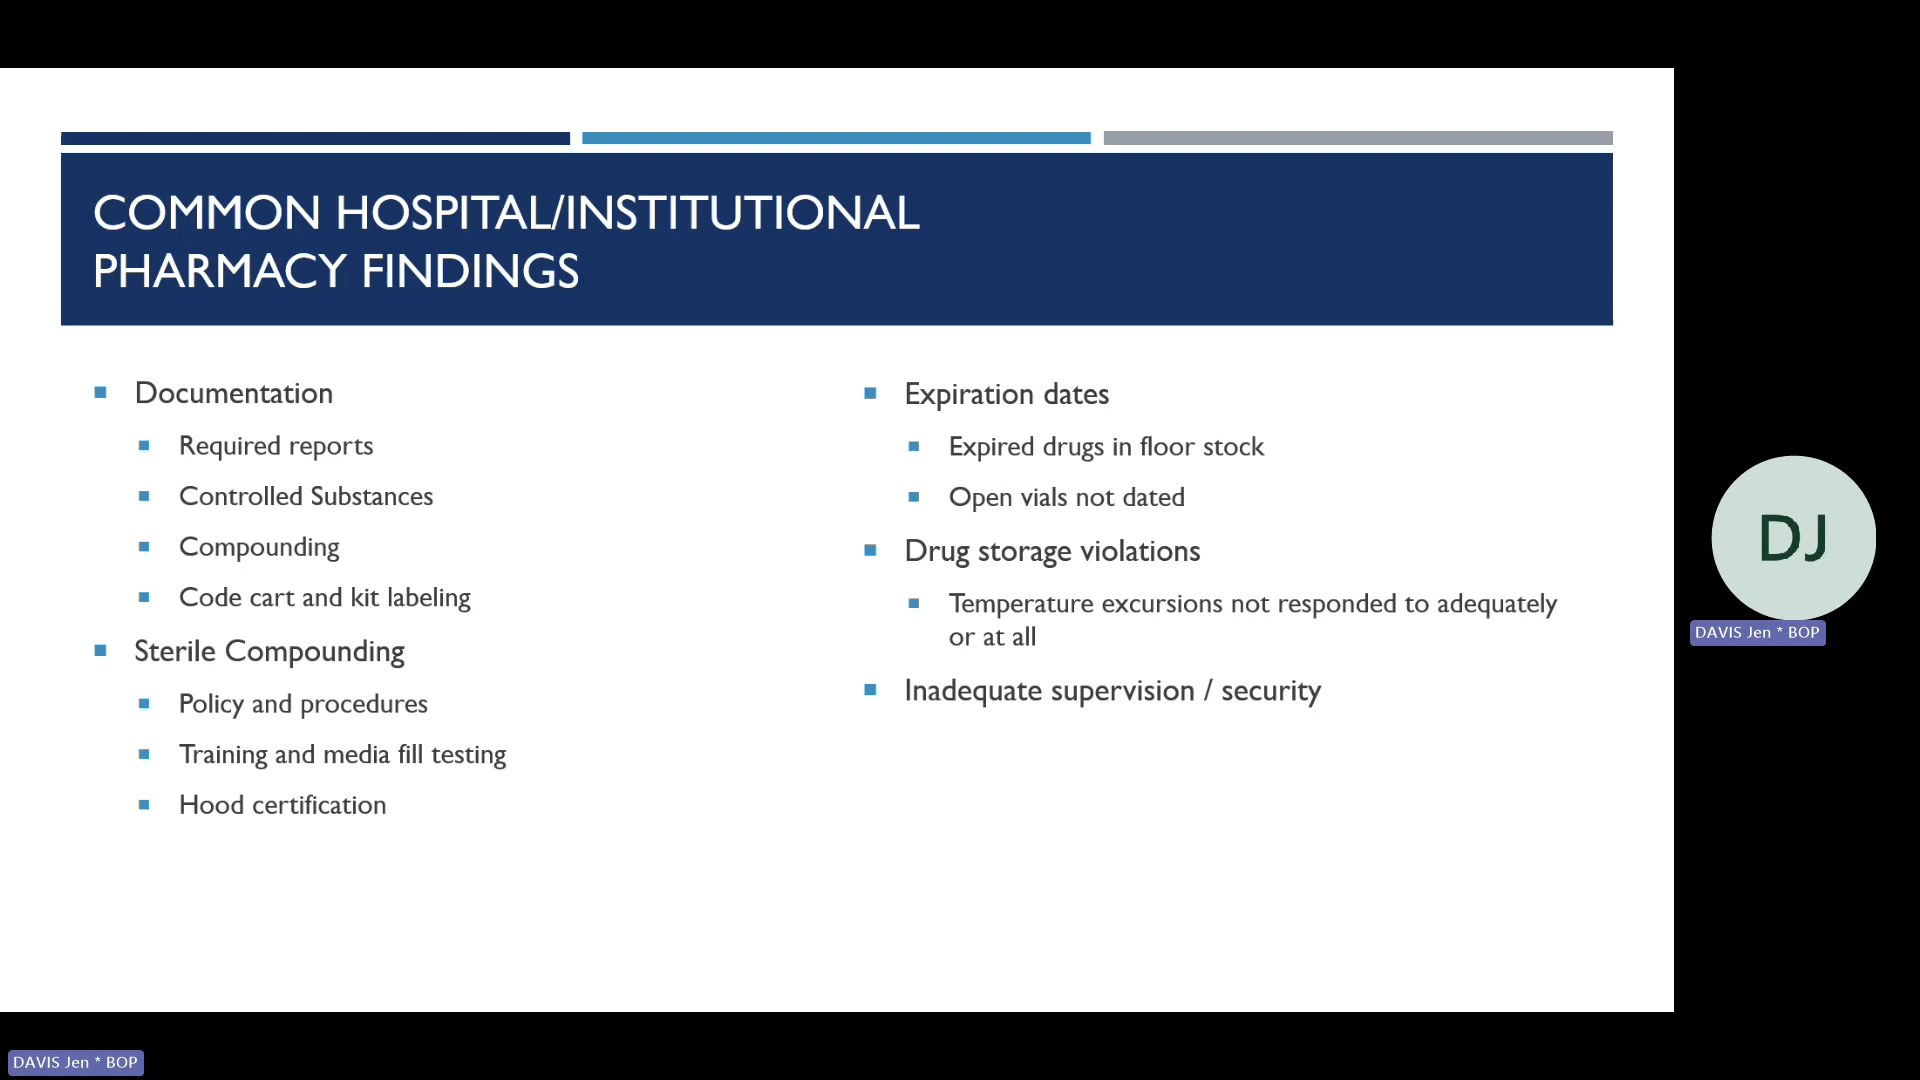 COMMON HOSPITAL/INSTITUTIONAL
PHARMACY FINDINGS
Documentation
Required reports
Controlled Substances
Compounding
Code cart and kit labeling
Sterile Compounding
Policy and procedures
Training and media fill testing
Hood certification
Expiration dates
Expired drugs in floor stock
Open vials not dated
Drug storage violations
Temperature excursions not responded to adequately
or at all
Inadequate supervision / security
DJ
DAVIS Jen * BOP
DAVIS Jen * BOP